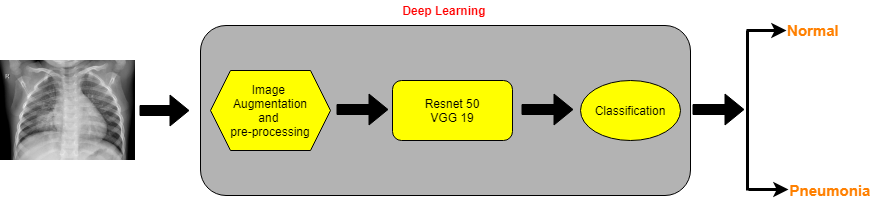 Deep Learning
Image
Augmentation
and
pre-processing
Resnet 50
VGG 19
Classification
Normal
Pneumonia